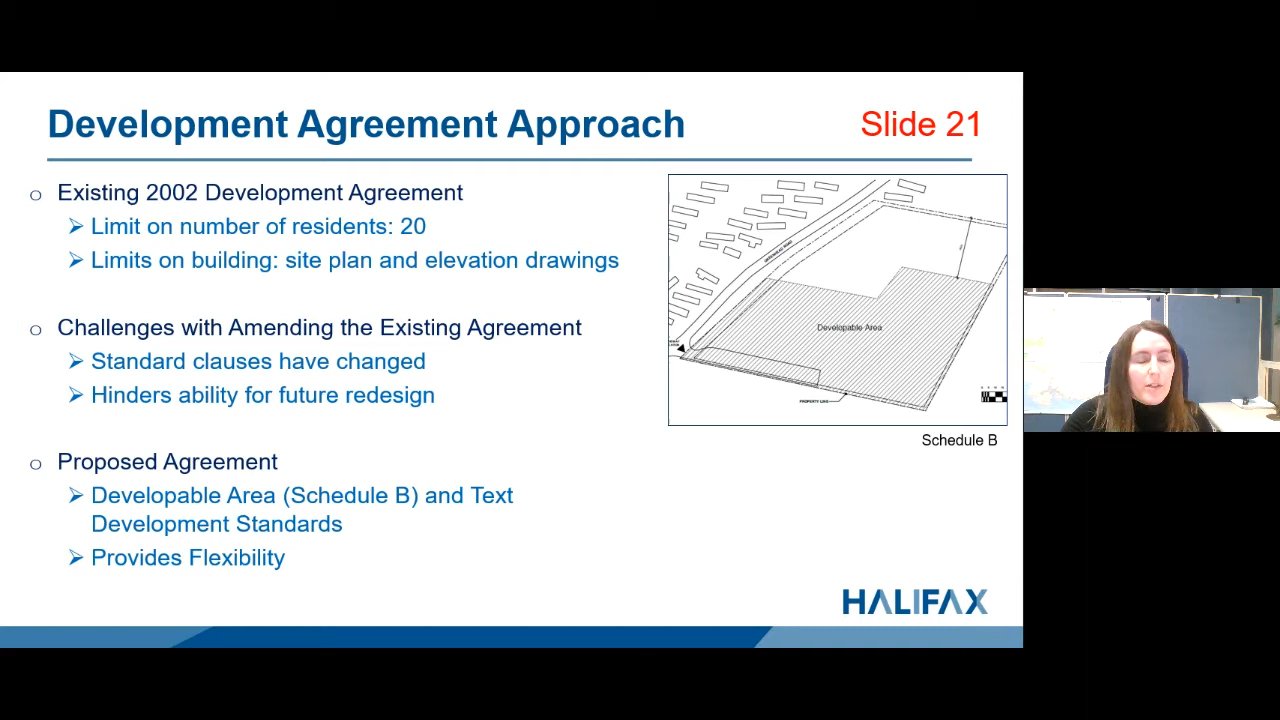 Development Agreement Approach
Slide 21
o Existing 2002 Development Agreement
➢ Limit on number of residents: 20
➢ Limits on building: site plan and elevation drawings
o Challenges with Amending the Existing Agreement
➢ Standard clauses have changed
➢ Hinders ability for future redesign
o Proposed Agreement
➢ Developable Area (Schedule B) and Text
Development Standards
➢ Provides Flexibility
Developable Area
PROPERTY LINE
Schedule B
HALIFAX